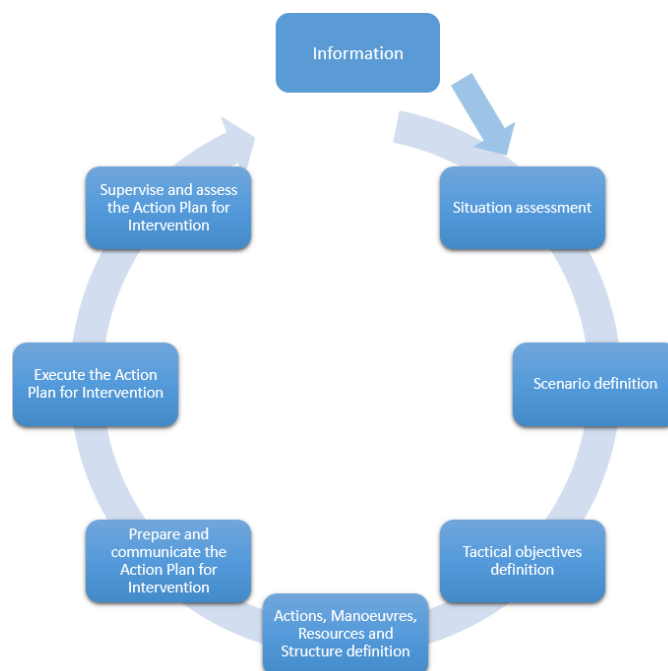 Information
Situation assessment
Scenario definition
Tactical objectives
definition
Actions, Manoeuvres,
Resources and
Structure definition
Prepare and
communicate the
Action Plan for
Intervention
Execute the Action
Plan for Intervention
Supervise and assess
the Action Plan for
Intervention